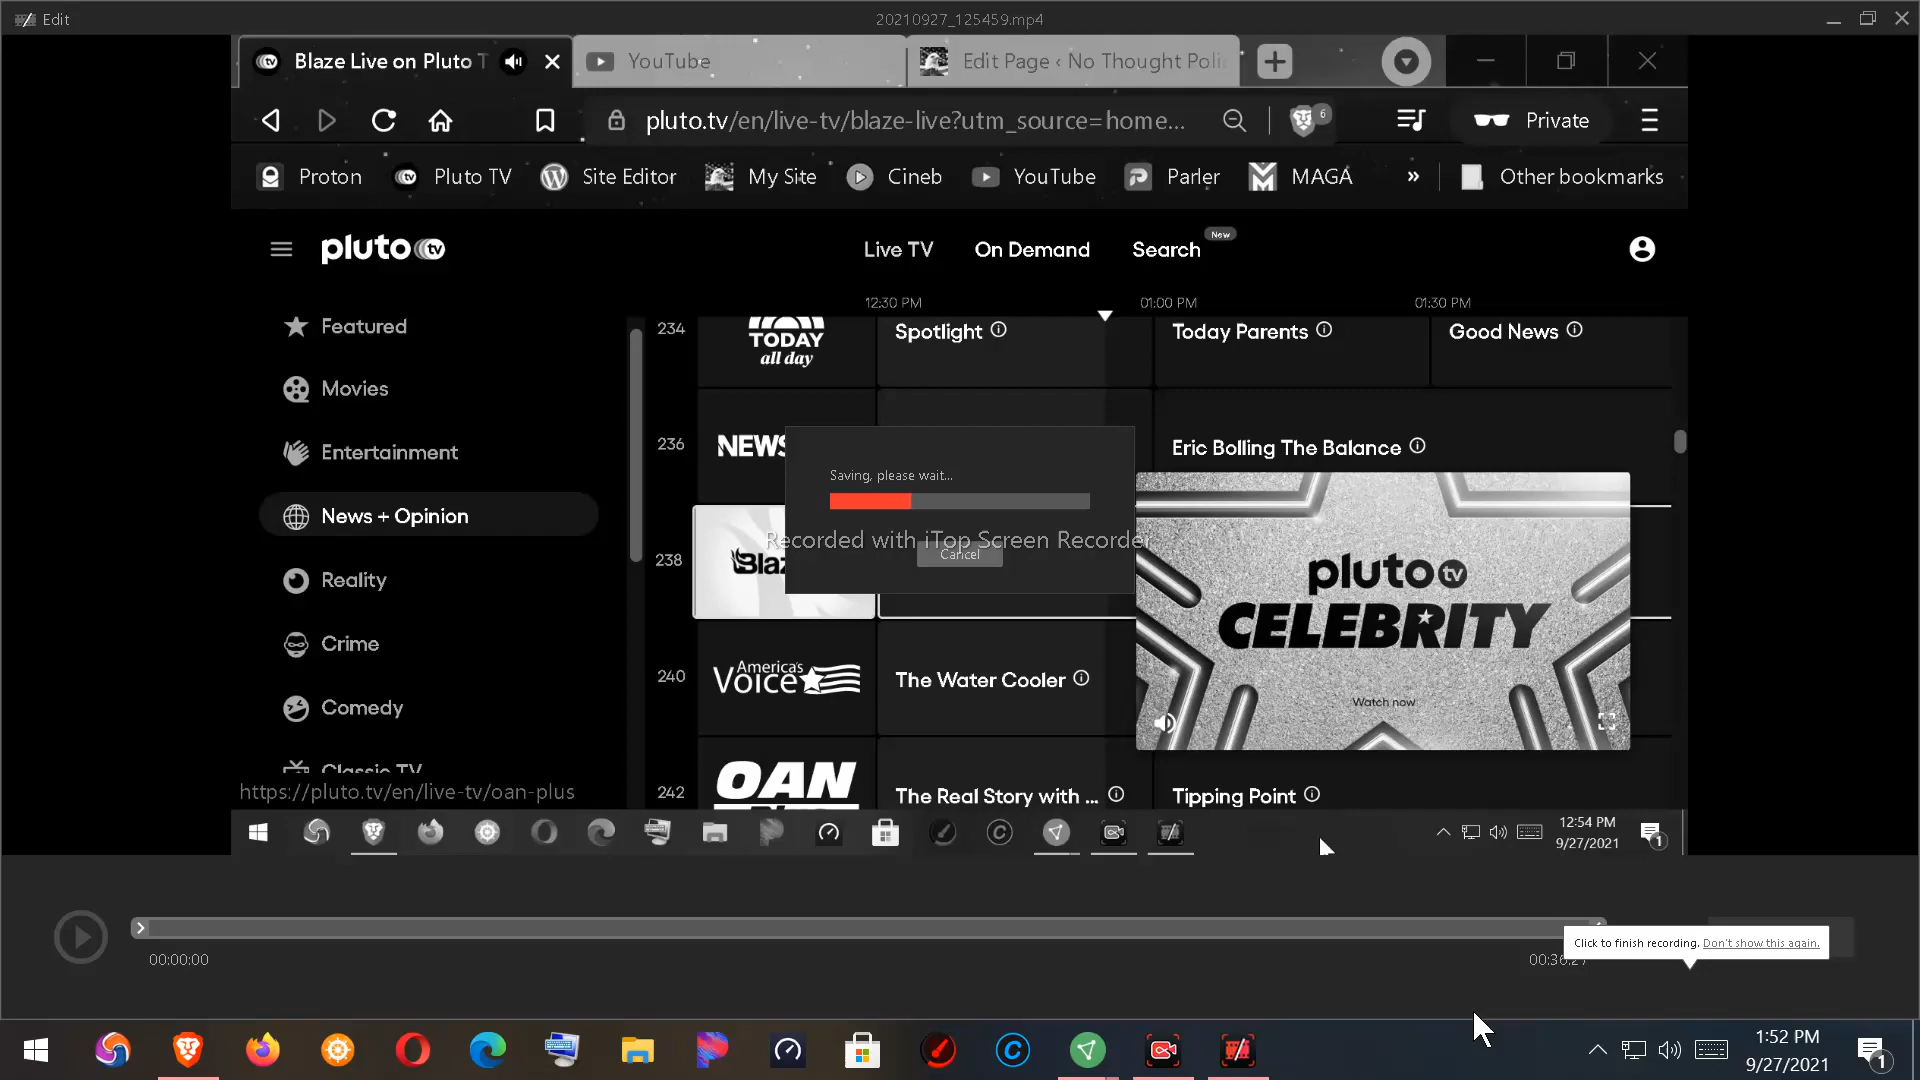 Edit
20210927_125459.mp4
Blaze Live on Pluto T
YouTube
Edit Page ‹ No Thought Poli
pluto.tv/en/live-tv/blaze-live?utm_source=home...
6
Private
Proton
Pluto TV
Site Editor
My Site
Cineb
YouTube
Parler
MAGA
»
Other bookmarks
pluto tv
Live TV
On Demand
Search
New
12:30 PM
01:00 PM
01:30 PM
Featured
Movies
Entertainment
News + Opinion
Reality
Crime
Comedy
Classic TV
https://pluto.tv/en/live-tv/oan-plus
234
TODAY
all day
Spotlight
Today Parents
Good News
236
NEWS
Eric Bolling The Balance
Saving, please wait...
Recorded with iTop Screen Recorder
Cancel
238
Blaz
pluto tv
CELEBRITY
Watch now
240
America's
Voice
The Water Cooler
242
OAN
The Real Story with ...
Tipping Point
12:54 PM
9/27/2021
1
00:00:00
Click to finish recording. Don't show this again.
1:52 PM
9/27/2021
1